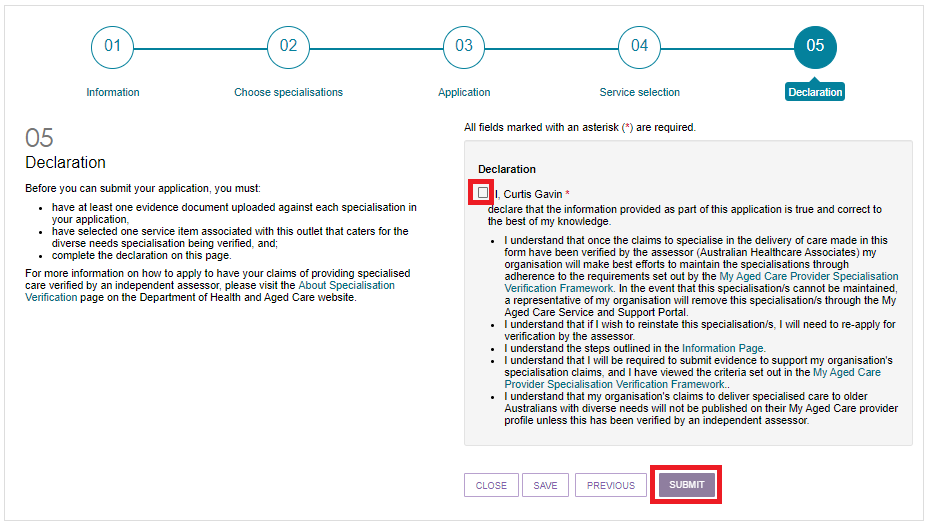 01
02
03
04
05
Information
Choose specialisations
Application
Service selection
Declaration
05
Declaration
Before you can submit your application, you must:
• have at least one evidence document uploaded against each specialisation in
your application,
• have selected one service item associated with this outlet that caters for the
diverse needs specialisation being verified, and;
• complete the declaration on this page.
For more information on how to apply to have your claims of providing specialised
care verified by an independent assessor, please visit the About Specialisation
Verification page on the Department of Health and Aged Care website.
All fields marked with an asterisk (*) are required.
Declaration
I, Curtis Gavin *
declare that the information provided as part of this application is true and correct to
the best of my knowledge.
• I understand that once the claims to specialise in the delivery of care made in this
form have been verified by the assessor (Australian Healthcare Associates) my
organisation will make best efforts to maintain the specialisations through
adherence to the requirements set out by the My Aged Care Provider Specialisation
Verification Framework. In the event that this specialisation/s cannot be maintained,
a representative of my organisation will remove this specialisation/s through the My
Aged Care Service and Support Portal.
• I understand that if I wish to reinstate this specialisation/s, I will need to re-apply for
verification by the assessor.
• I understand the steps outlined in the Information Page.
• I understand that I will be required to submit evidence to support my organisation's
specialisation claims, and I have viewed the criteria set out in the My Aged Care
Provider Specialisation Verification Framework..
• I understand that my organisation's claims to deliver specialised care to older
Australians with diverse needs will not be published on their My Aged Care provider
profile unless this has been verified by an independent assessor.
CLOSE
SAVE
PREVIOUS
SUBMIT